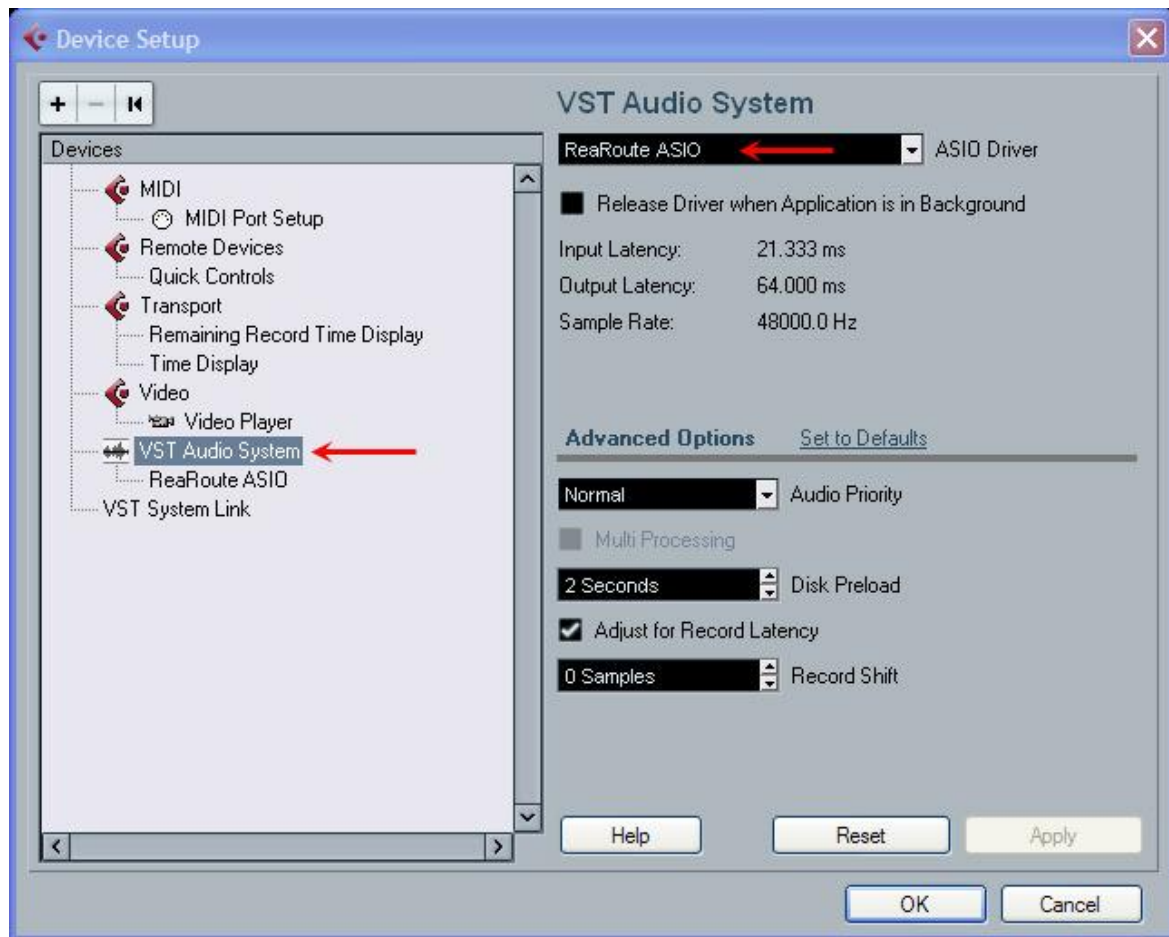 Device Setup
+ -
Devices
MIDI
MIDI Port Setup
Remote Devices
Quick Controls
Transport
Remaining Record Time Display
Time Display
Video
Video Player
VST Audio System
ReaRoute ASIO
VST System Link
VST Audio System
ReaRoute ASIO ASIO Driver
Release Driver when Application is in Background
Input Latency: 21.333 ms
Output Latency: 64.000 ms
Sample Rate: 48000.0 Hz
Advanced Options Set to Defaults
Normal Audio Priority
Multi Processing
2 Seconds Disk Preload
Adjust for Record Latency
0 Samples Record Shift
Help Reset Apply
OK Cancel